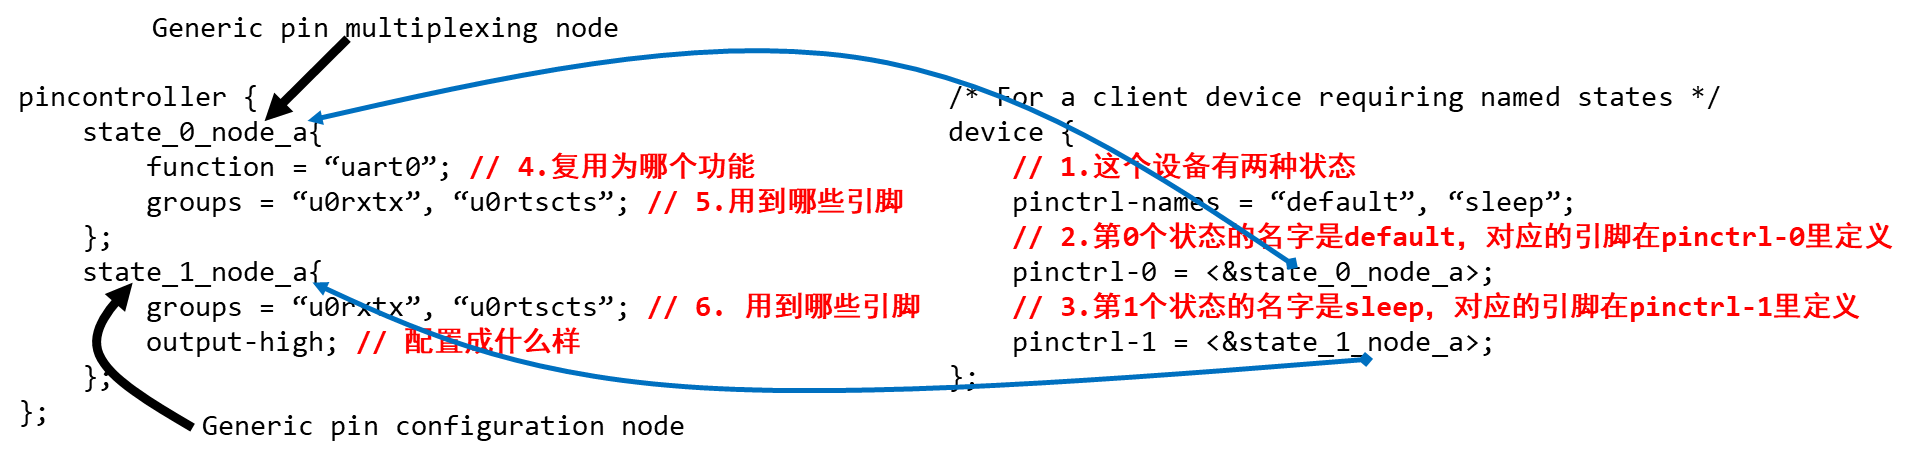 Generic pin multiplexing node
pincontroller {
state_0_node_a{
function = “uart0”; // 4.复用为哪个功能
groups = “u0rxtx”, “u0rtscts”; // 5.用到哪些引脚
};
state_1_node_a{
groups = “u0rxtx”, “u0rtscts”; // 6. 用到哪些引脚
output-high; // 配置成什么样
};
};
Generic pin configuration node
/* For a client device requiring named states */
device {
// 1.这个设备有两种状态
pinctrl-names = “default”, “sleep”;
// 2.第0个状态的名字是default，对应的引脚在pinctrl-0里定义
pinctrl-0 = <&state_0_node_a>;
// 3.第1个状态的名字是sleep，对应的引脚在pinctrl-1里定义
pinctrl-1 = <&state_1_node_a>;
};